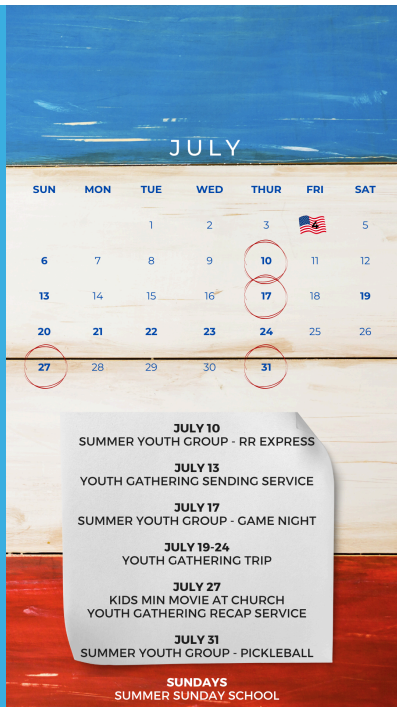 JULY
SUN MON TUE WED THUR FRI SAT
1 2 3 4 5
6 7 8 9 10 11 12
13 14 15 16 17 18 19
20 21 22 23 24 25 26
27 28 29 30 31
JULY 10
SUMMER YOUTH GROUP - RR EXPRESS
JULY 13
YOUTH GATHERING SENDING SERVICE
JULY 17
SUMMER YOUTH GROUP - GAME NIGHT
JULY 19-24
YOUTH GATHERING TRIP
JULY 27
KIDS MIN MOVIE AT CHURCH
YOUTH GATHERING RECAP SERVICE
JULY 31
SUMMER YOUTH GROUP - PICKLEBALL
SUNDAYS
SUMMER SUNDAY SCHOOL